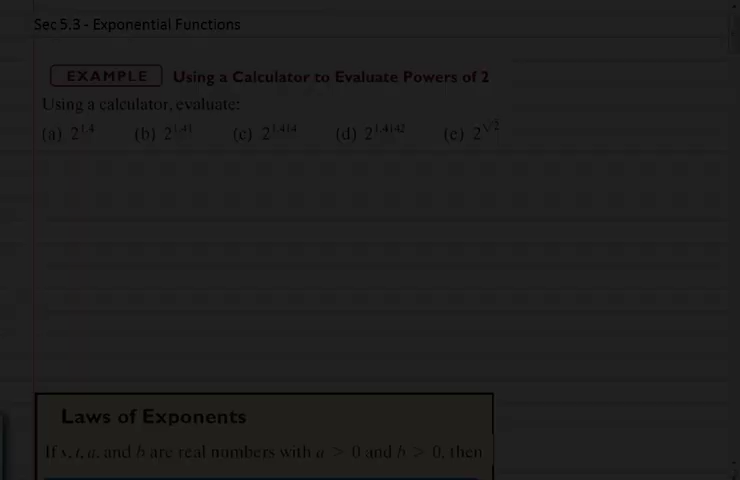 Sec 5.3 - Exponential Functions
EXAMPLE Using a Calculator to Evaluate Powers of 2
Using a calculator, evaluate:
(a) 2^1.4 (b) 2^1.41 (c) 2^1.414 (d) 2^1.4142 (e) 2^√2
Laws of Exponents
If s, t, a, and b are real numbers with a > 0 and b > 0, then